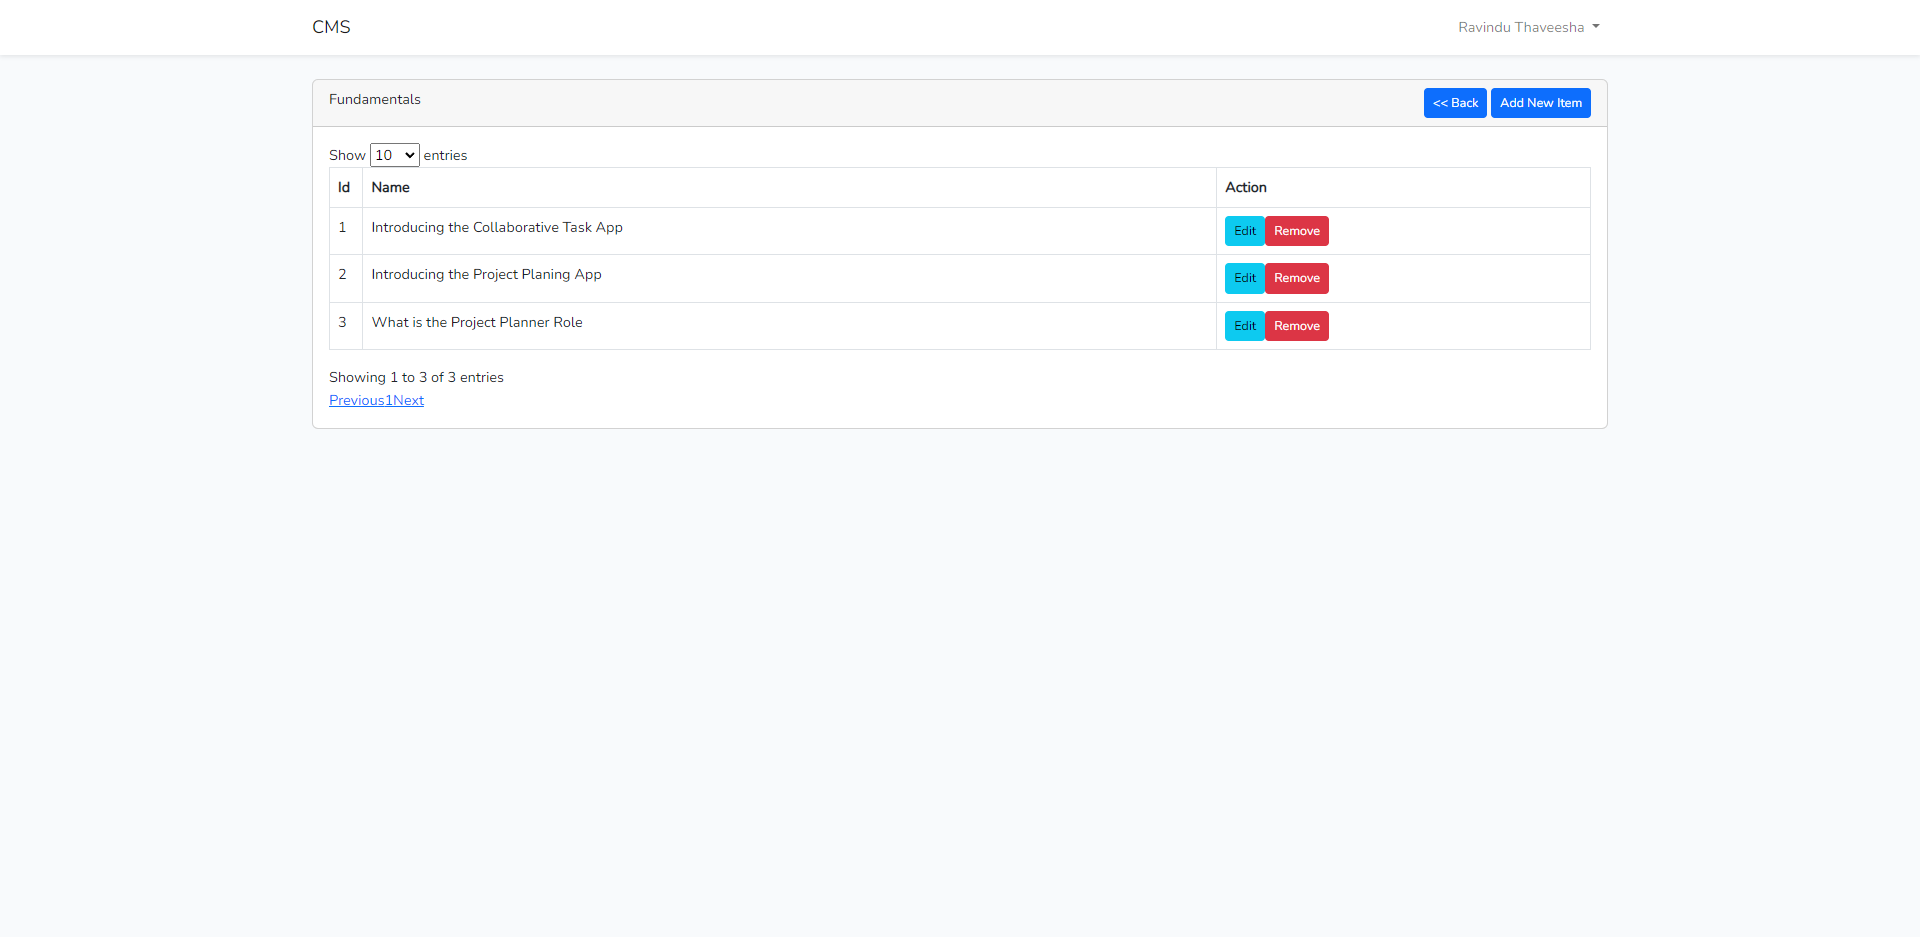 CMS
Ravindu Thaveesha
Fundamentals
<< Back
Add New Item
Show 10 entries
Id Name Action
1 Introducing the Collaborative Task App Edit Remove
2 Introducing the Project Planing App Edit Remove
3 What is the Project Planner Role Edit Remove
Showing 1 to 3 of 3 entries
Previous1Next